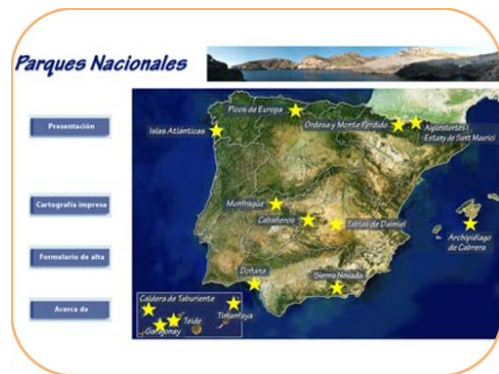 Parques Nacionales
Presentación
Cartografía impresa
Formulario de alta
Acerca de
Picos de Europa
Ordesa y Monte Perdido
Aigüestortes i
Estany de Sant Maurici
Islas Atlánticas
Monfragüe
Cabañeros
Tablas de Daimiel
Archipiélago
de Cabrera
Doñana
Sierra Nevada
Caldera de Taburiente
Timanfaya
Teide
Garajonay